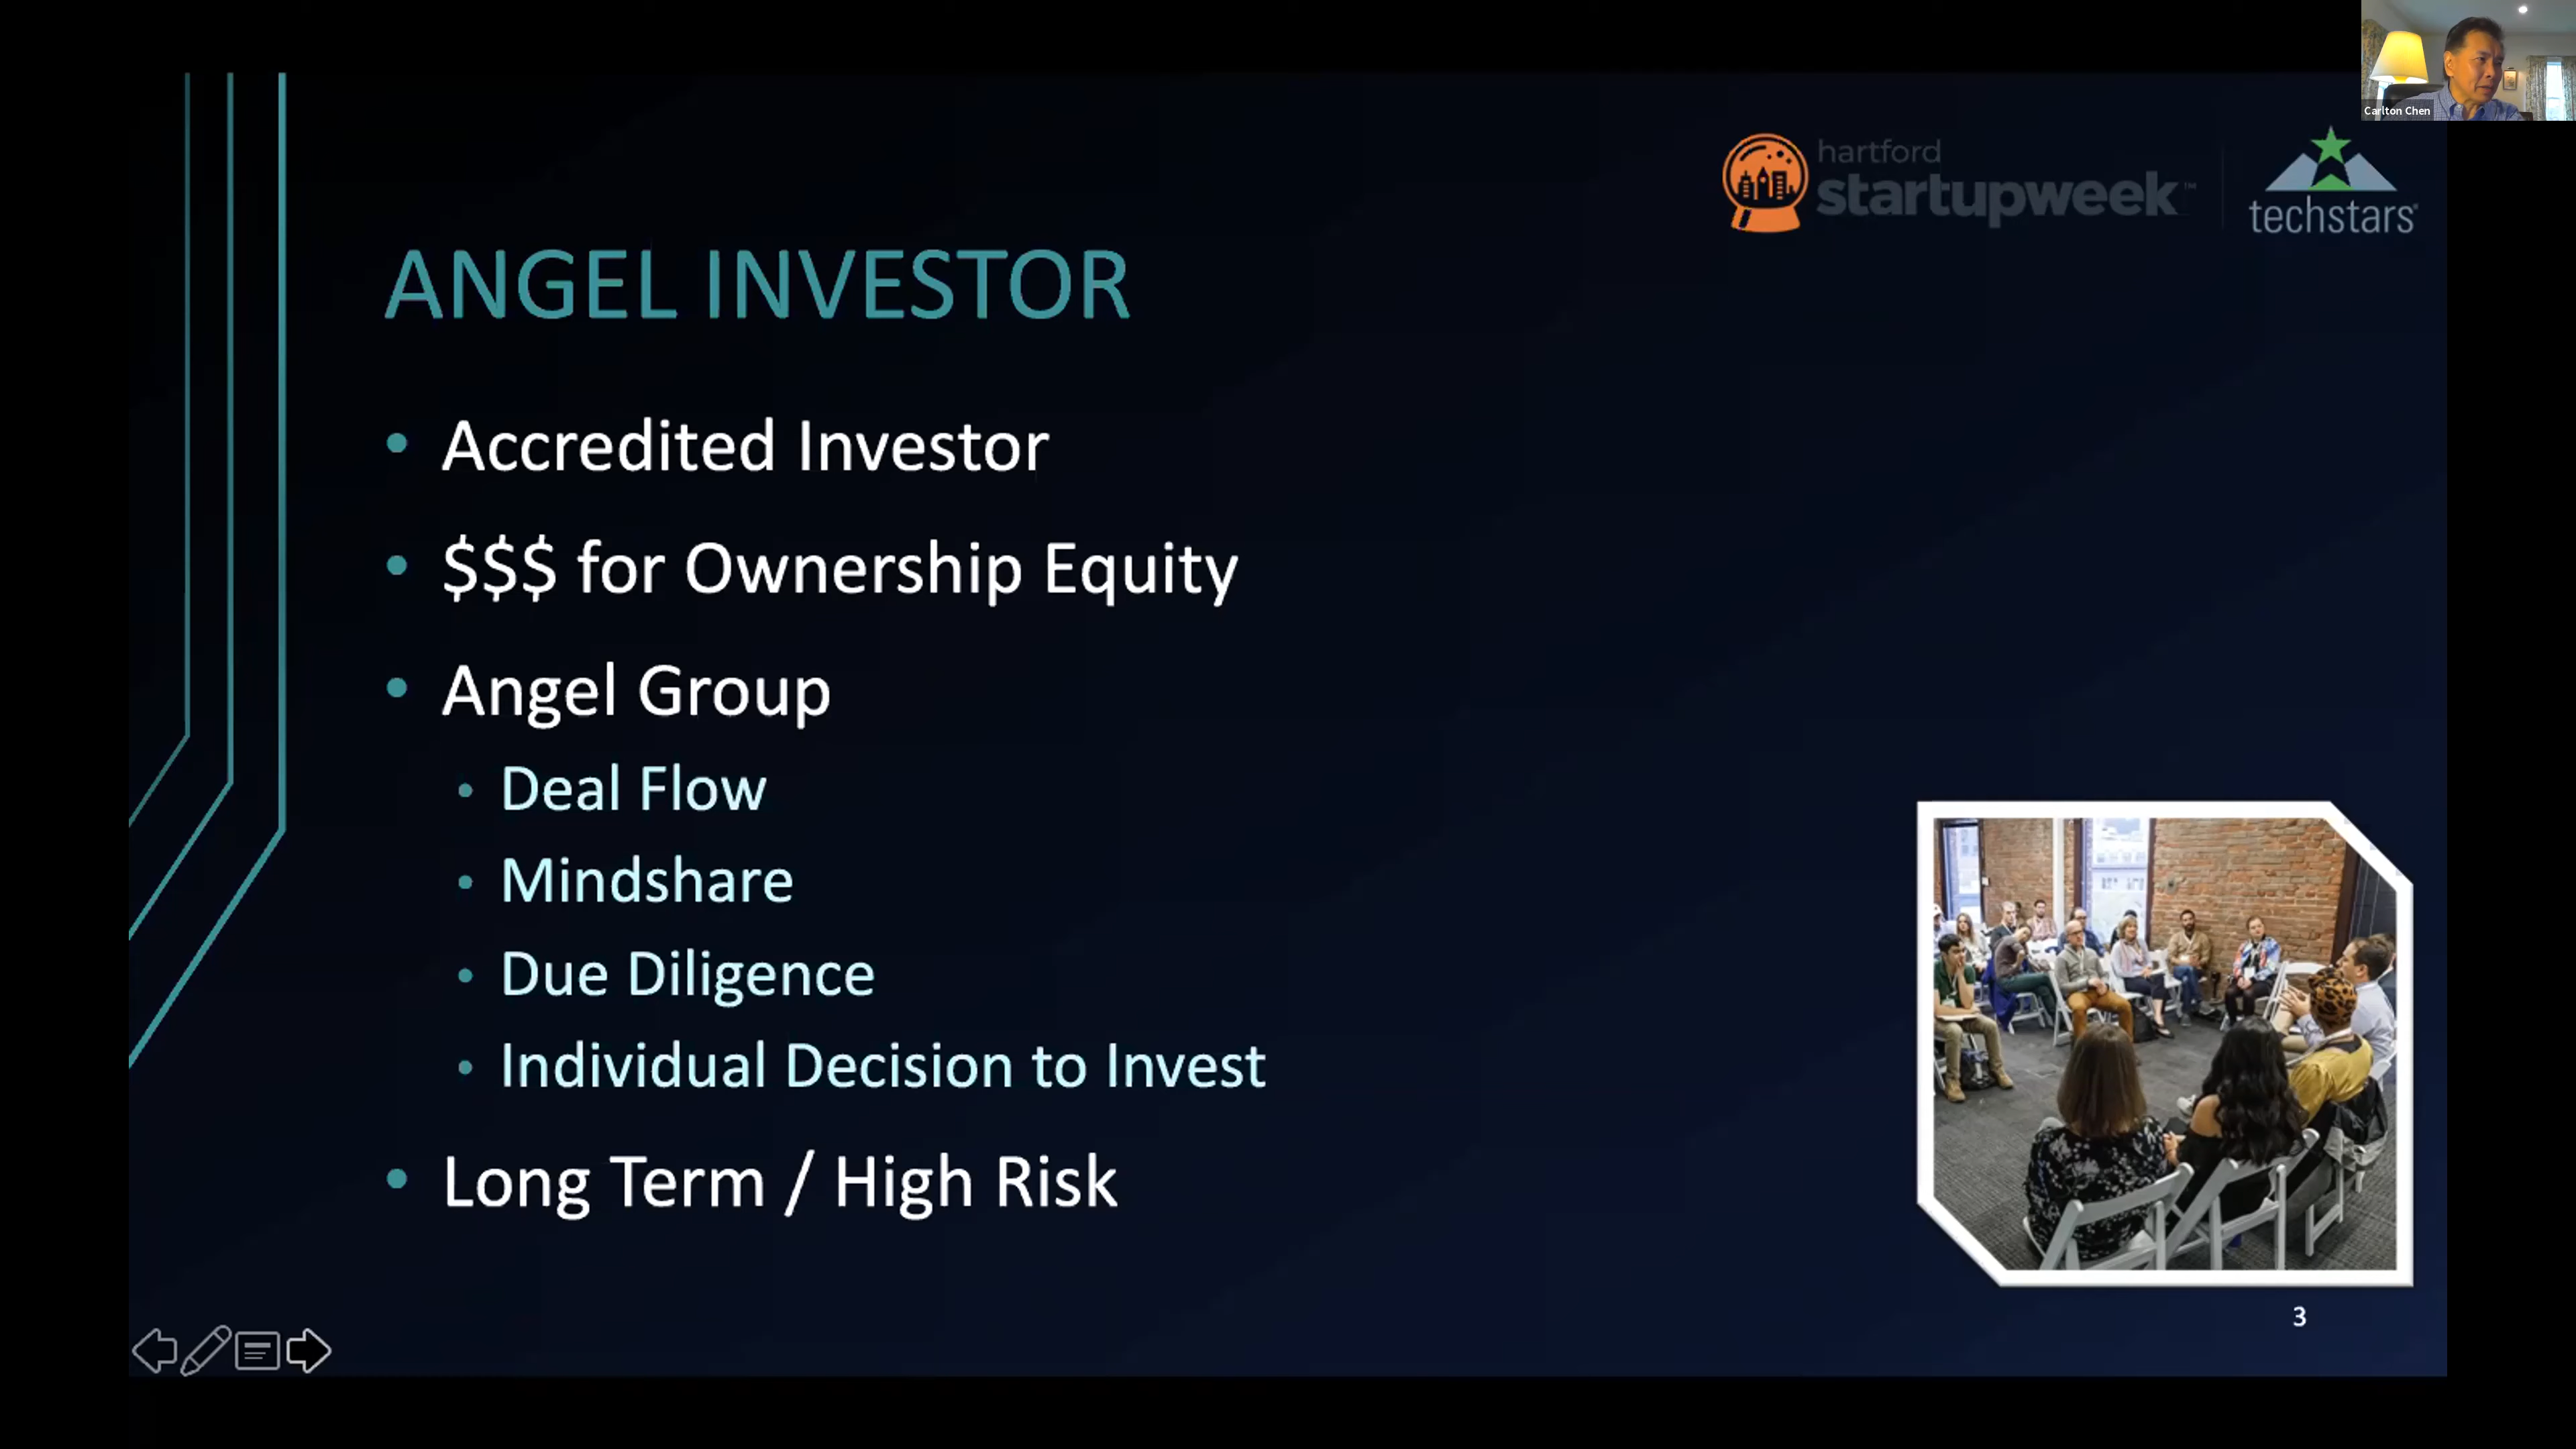 Carlton Chen
hartford
startupweek™
techstars
ANGEL INVESTOR
• Accredited Investor
• $$$ for Ownership Equity
• Angel Group
• Deal Flow
• Mindshare
• Due Diligence
• Individual Decision to Invest
• Long Term / High Risk
3